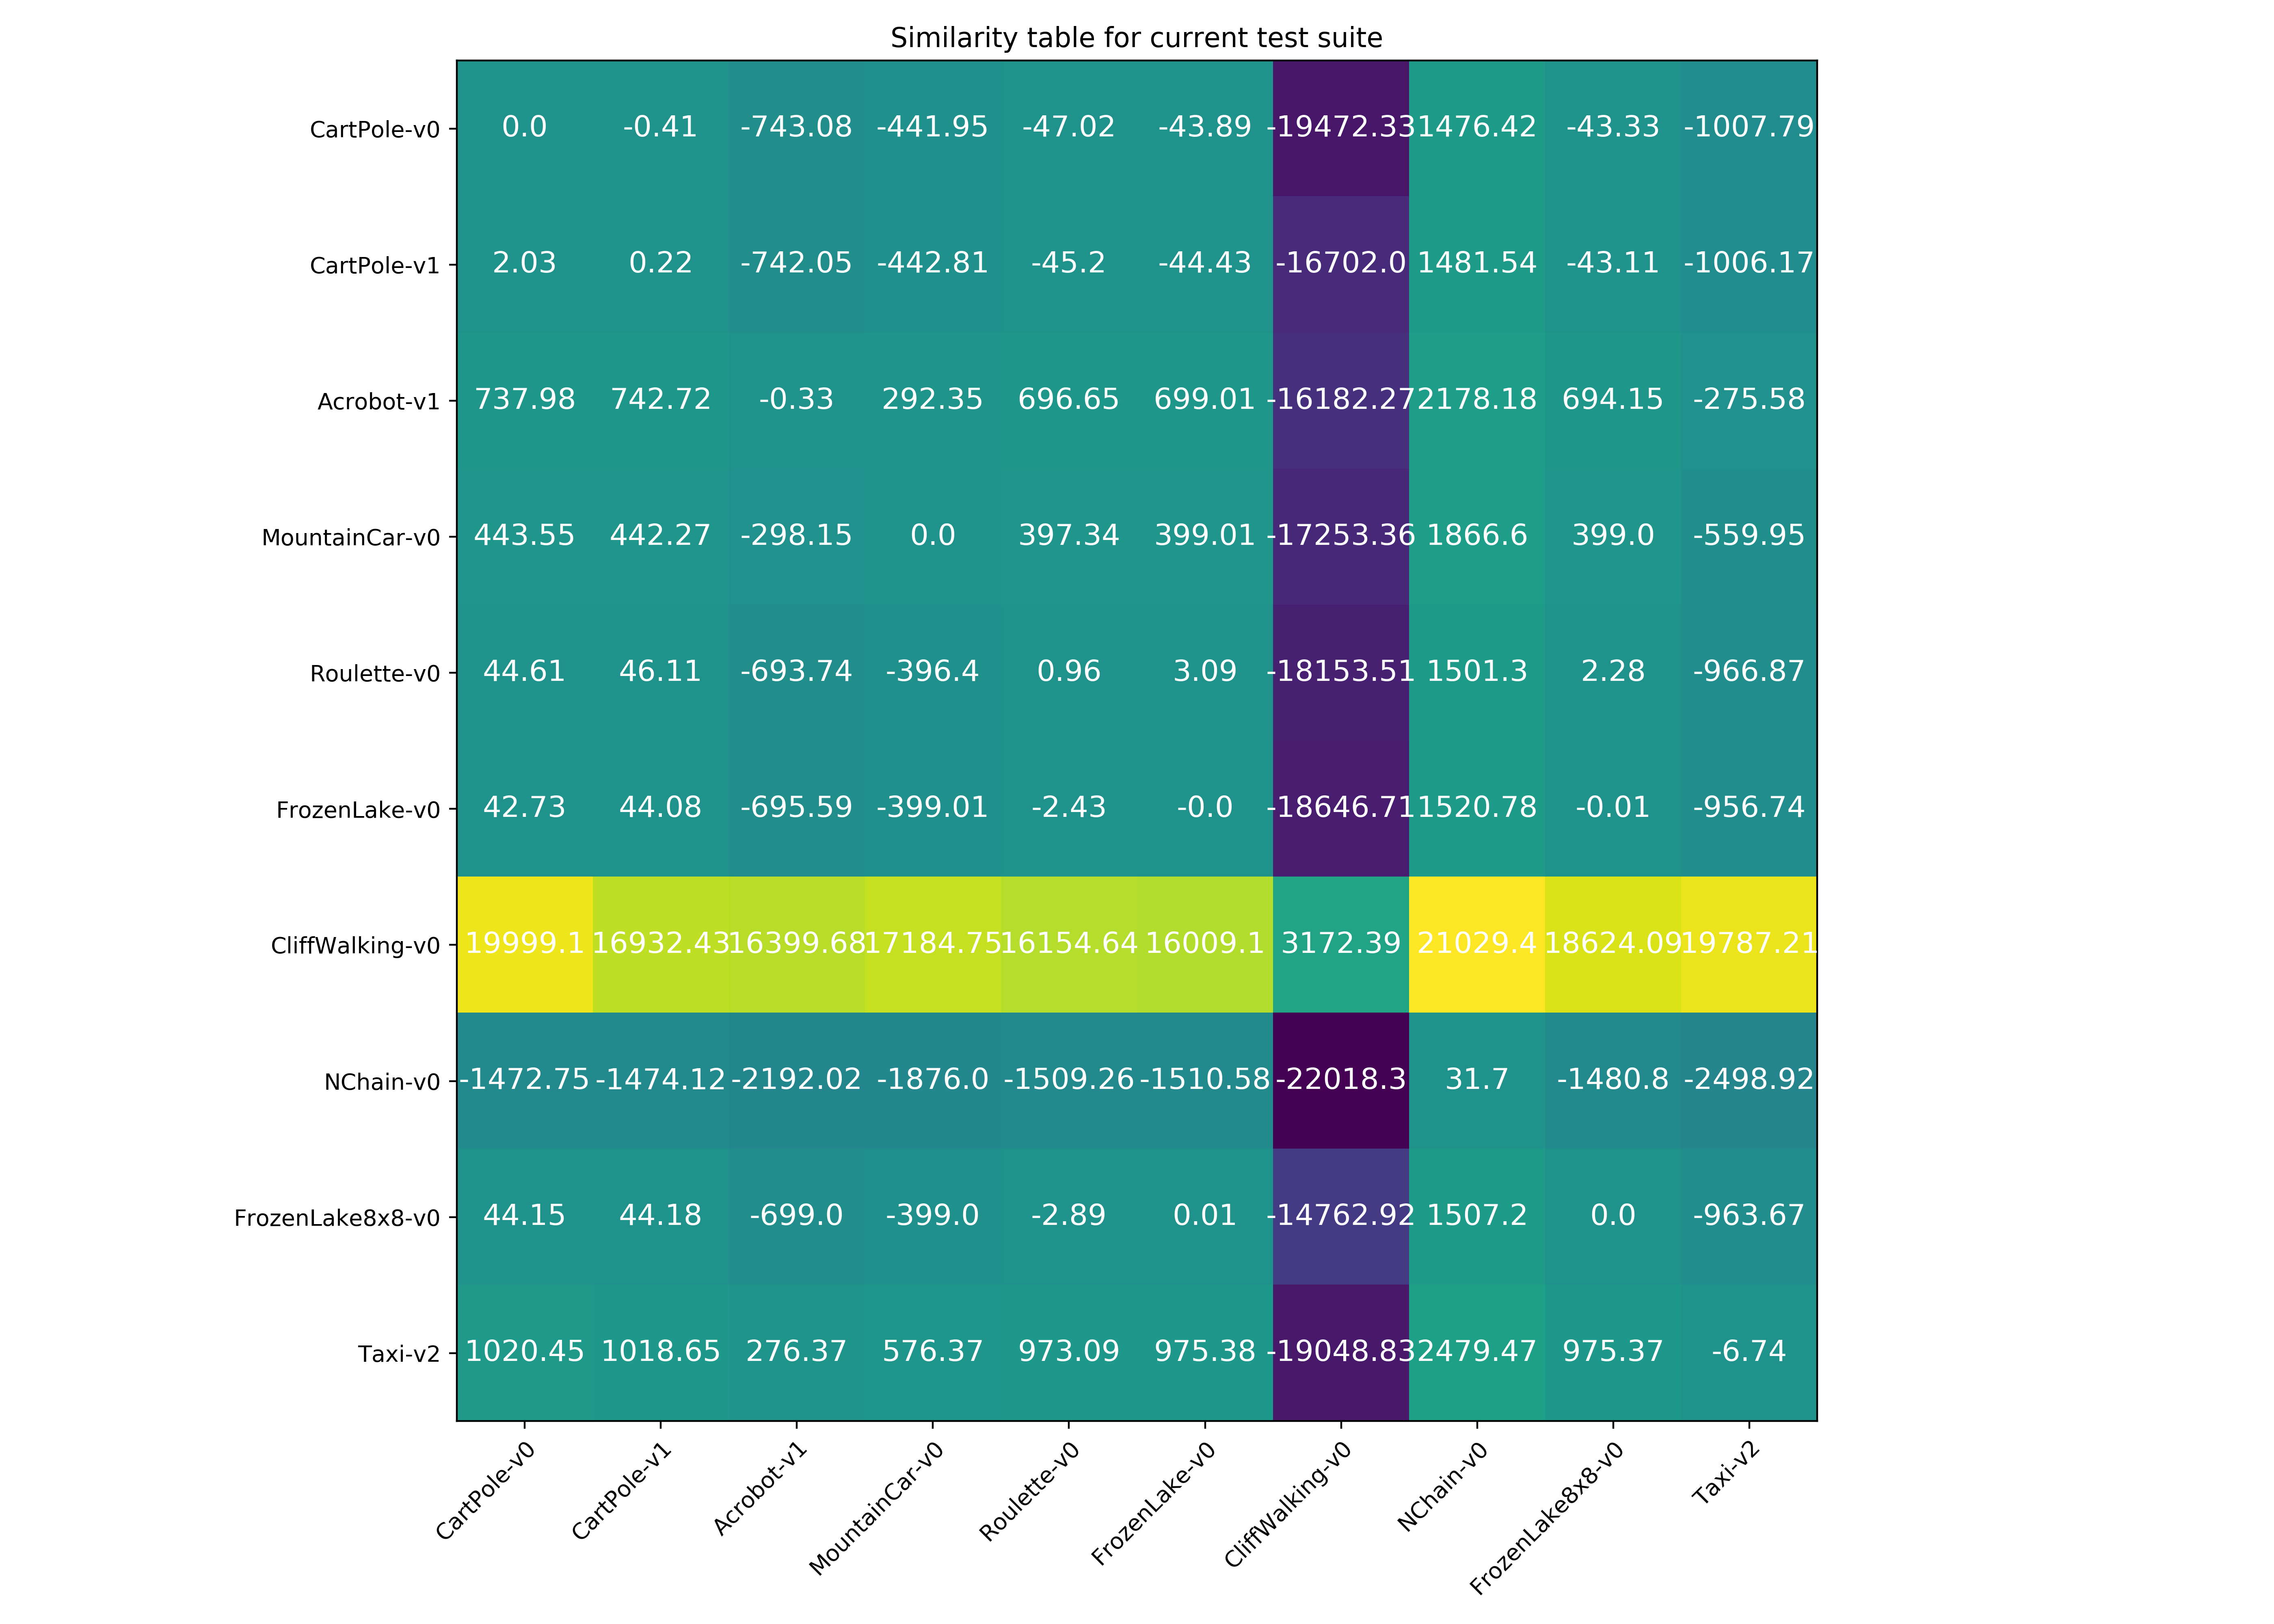 Similarity table for current test suite
CartPole-v0 0.0 -0.41 -743.08 -441.95 -47.02 -43.89 -19472.33 1476.42 -43.33 -1007.79
CartPole-v1 2.03 0.22 -742.05 -442.81 -45.2 -44.43 -16702.0 1481.54 -43.11 -1006.17
Acrobot-v1 737.98 742.72 -0.33 292.35 696.65 699.01 -16182.27 2178.18 694.15 -275.58
MountainCar-v0 443.55 442.27 -298.15 0.0 397.34 399.01 -17253.36 1866.6 399.0 -559.95
Roulette-v0 44.61 46.11 -693.74 -396.4 0.96 3.09 -18153.51 1501.3 2.28 -966.87
FrozenLake-v0 42.73 44.08 -695.59 -399.01 -2.43 -0.0 -18646.71 1520.78 -0.01 -956.74
CliffWalking-v0 19999.1 16932.43 16399.68 17184.75 16154.64 16009.1 3172.39 21029.4 18624.09 19787.21
NChain-v0 -1472.75 -1474.12 -2192.02 -1876.0 -1509.26 -1510.58 -22018.3 31.7 -1480.8 -2498.92
FrozenLake8x8-v0 44.15 44.18 -699.0 -399.0 -2.89 0.01 -14762.92 1507.2 0.0 -963.67
Taxi-v2 1020.45 1018.65 276.37 576.37 973.09 975.38 -19048.83 2479.47 975.37 -6.74
CartPole-v0 CartPole-v1 Acrobot-v1 MountainCar-v0 Roulette-v0 FrozenLake-v0 CliffWalking-v0 NChain-v0 FrozenLake8x8-v0 Taxi-v2